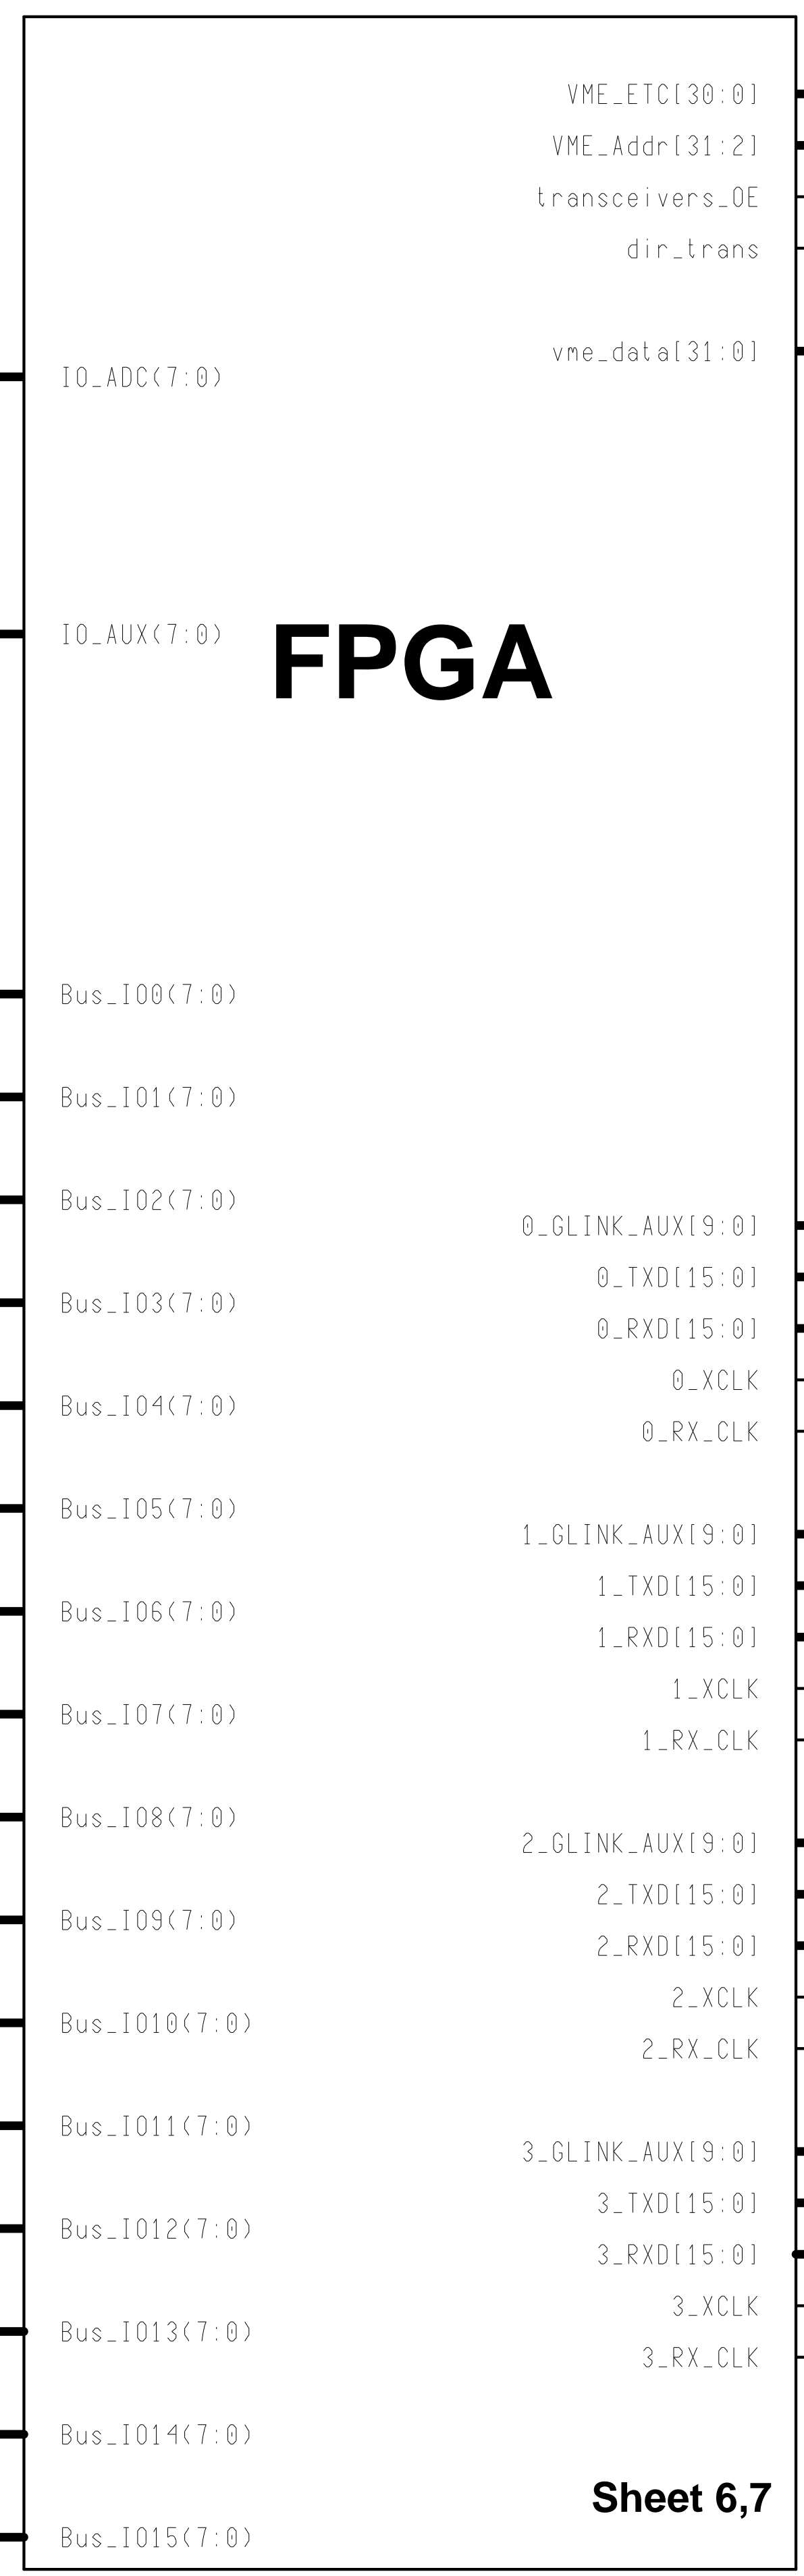 VME_ETC[30:0]
VME_Addr[31:2]
transceivers_OE
dir_trans
vme_data[31:0]
IO_ADC(7:0)
IO_AUX(7:0)
FPGA
Bus_IO0(7:0)
Bus_IO1(7:0)
Bus_IO2(7:0)
0_GLINK_AUX[9:0]
0_TXD[15:0]
Bus_IO3(7:0)
0_RXD[15:0]
0_XCLK
Bus_IO4(7:0)
0_RX_CLK
Bus_IO5(7:0)
1_GLINK_AUX[9:0]
1_TXD[15:0]
Bus_IO6(7:0)
1_RXD[15:0]
1_XCLK
Bus_IO7(7:0)
1_RX_CLK
Bus_IO8(7:0)
2_GLINK_AUX[9:0]
2_TXD[15:0]
Bus_IO9(7:0)
2_RXD[15:0]
2_XCLK
Bus_IO10(7:0)
2_RX_CLK
Bus_IO11(7:0)
3_GLINK_AUX[9:0]
3_TXD[15:0]
Bus_IO12(7:0)
3_RXD[15:0]
3_XCLK
Bus_IO13(7:0)
3_RX_CLK
Bus_IO14(7:0)
Sheet 6,7
Bus_IO15(7:0)